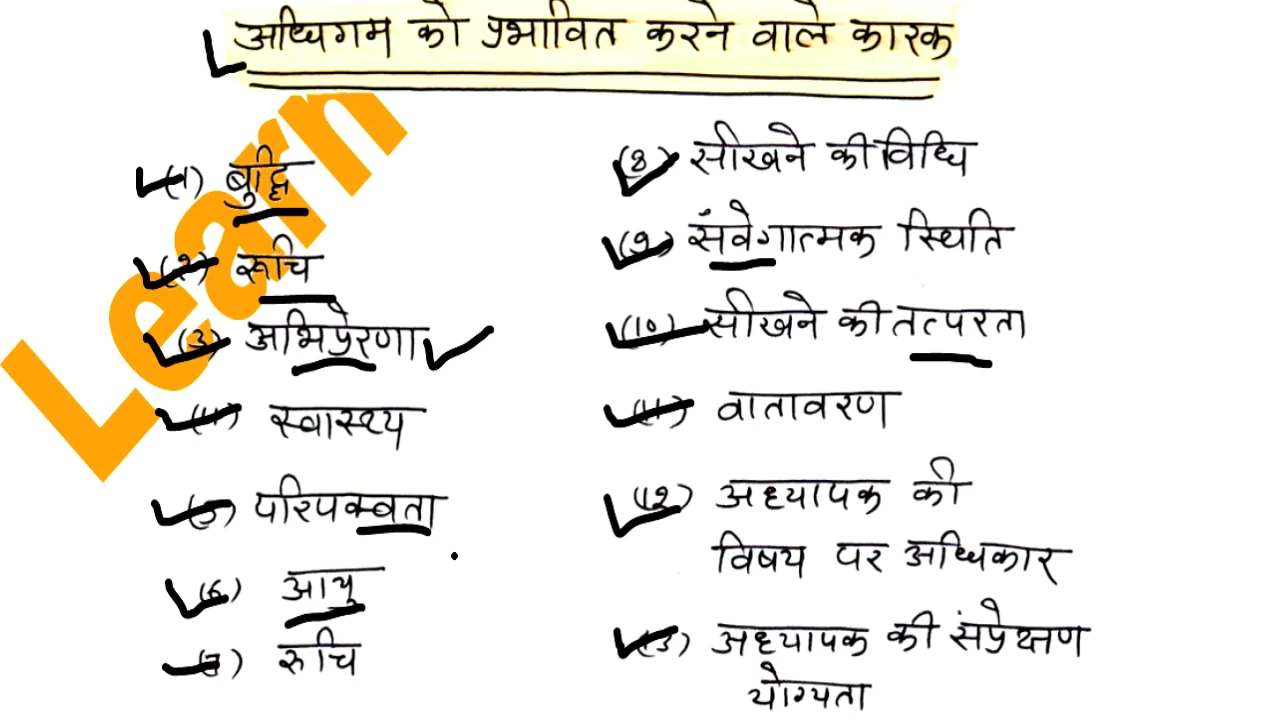 अधिगम को प्रभावित करने वाले कारक
Learn
(1) बुद्धि
(2) रूचि
(3) अभिप्रेरणा
(4) स्वास्थ्य
(5) परिपक्वता
(6) आयु
(7) रूचि
(8) सीखने की विधि
(9) संवेगात्मक स्थिति
(10) सीखने की तत्परता
(11) वातावरण
(12) अध्यापक की
विषय पर अधिकार
(13) अध्यापक की संप्रेक्षण
योग्यता